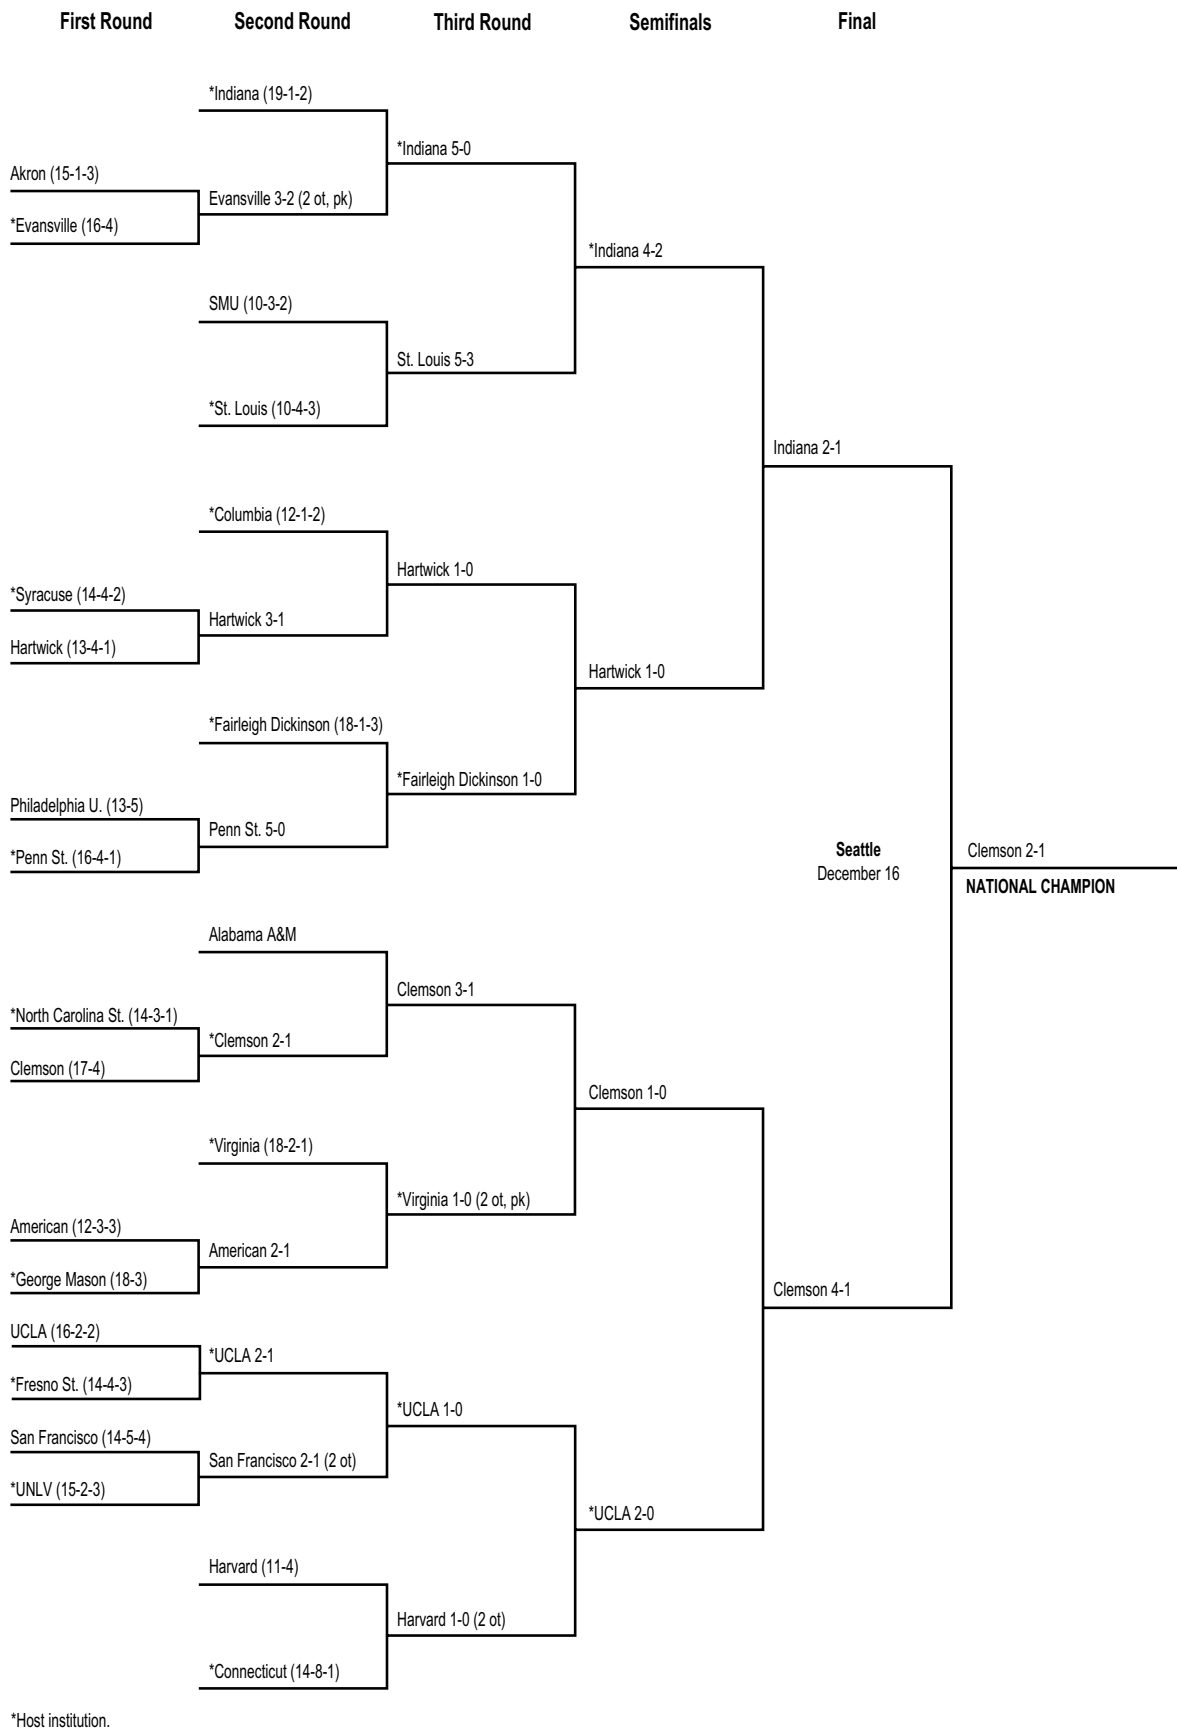 First Round Second Round Third Round Semifinals Final
*Indiana (19-1-2)
*Indiana 5-0
Akron (15-1-3)
Evansville 3-2 (2 ot, pk)
*Evansville (16-4)
*Indiana 4-2
SMU (10-3-2)
St. Louis 5-3
*St. Louis (10-4-3)
Indiana 2-1
*Columbia (12-1-2)
Hartwick 1-0
*Syracuse (14-4-2)
Hartwick 3-1
Hartwick (13-4-1)
Hartwick 1-0
*Fairleigh Dickinson (18-1-3)
*Fairleigh Dickinson 1-0
Philadelphia U. (13-5)
Penn St. 5-0
*Penn St. (16-4-1)
Seattle
December 16
Clemson 2-1
NATIONAL CHAMPION
Alabama A&M
Clemson 3-1
*North Carolina St. (14-3-1)
*Clemson 2-1
Clemson (17-4)
Clemson 1-0
*Virginia (18-2-1)
*Virginia 1-0 (2 ot, pk)
American (12-3-3)
American 2-1
*George Mason (18-3)
Clemson 4-1
UCLA (16-2-2)
*UCLA 2-1
*Fresno St. (14-4-3)
*UCLA 1-0
San Francisco (14-5-4)
San Francisco 2-1 (2 ot)
*UNLV (15-2-3)
*UCLA 2-0
Harvard (11-4)
Harvard 1-0 (2 ot)
*Connecticut (14-8-1)
*Host institution.